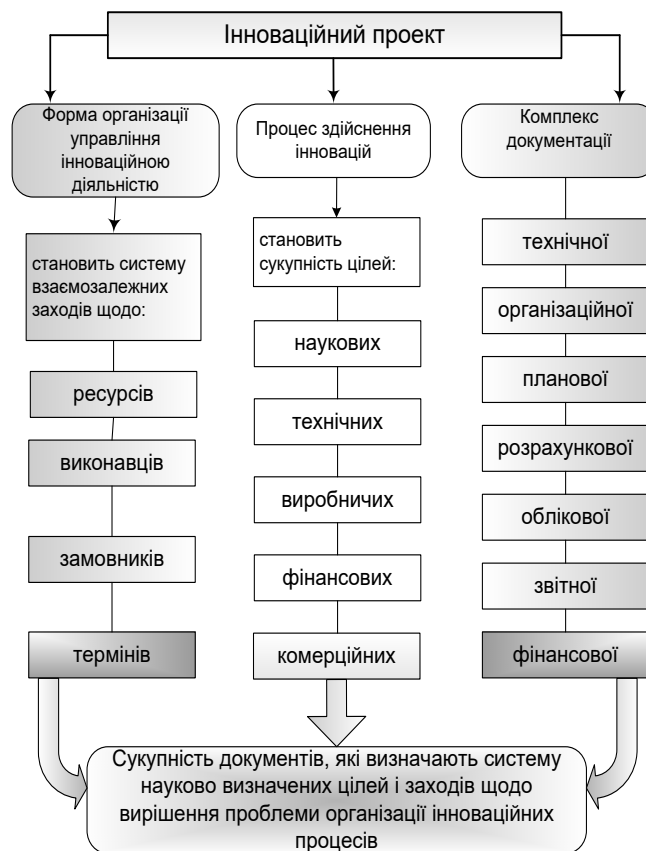 Інноваційний проект
Форма організації
управління
інноваційною
діяльністю
становить систему
взаємозалежних
заходів щодо:
ресурсів
виконавців
замовників
термінів
Процес здійснення
інновацій
становить
сукупність цілей:
наукових
технічних
виробничих
фінансових
комерційних
Комплекс
документації
технічної
організаційної
планової
розрахункової
облікової
звітної
фінансової
Сукупність документів, які визначають систему
науково визначених цілей і заходів щодо
вирішення проблеми організації інноваційних
процесів